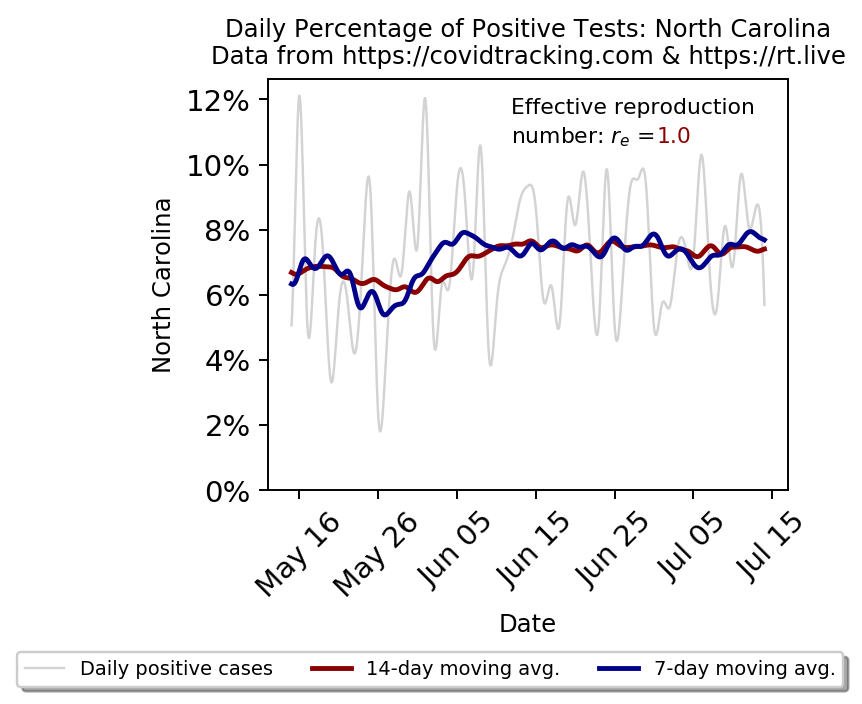 Daily Percentage of Positive Tests: North Carolina
Data from https://covidtracking.com & https://rt.live
12%
10%
8%
6%
4%
2%
0%
North Carolina
Effective reproduction
number: rₑ =1.0
May 16
May 26
Jun 05
Jun 15
Jun 25
Jul 05
Jul 15
Date
Daily positive cases
14-day moving avg.
7-day moving avg.